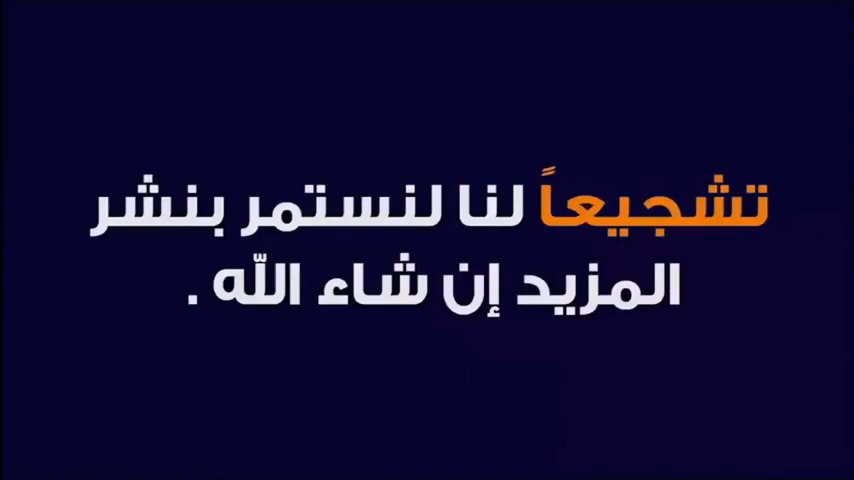 تشجيعاً لنا لنستمر بنشر
المزيد إن شاء اللّه .